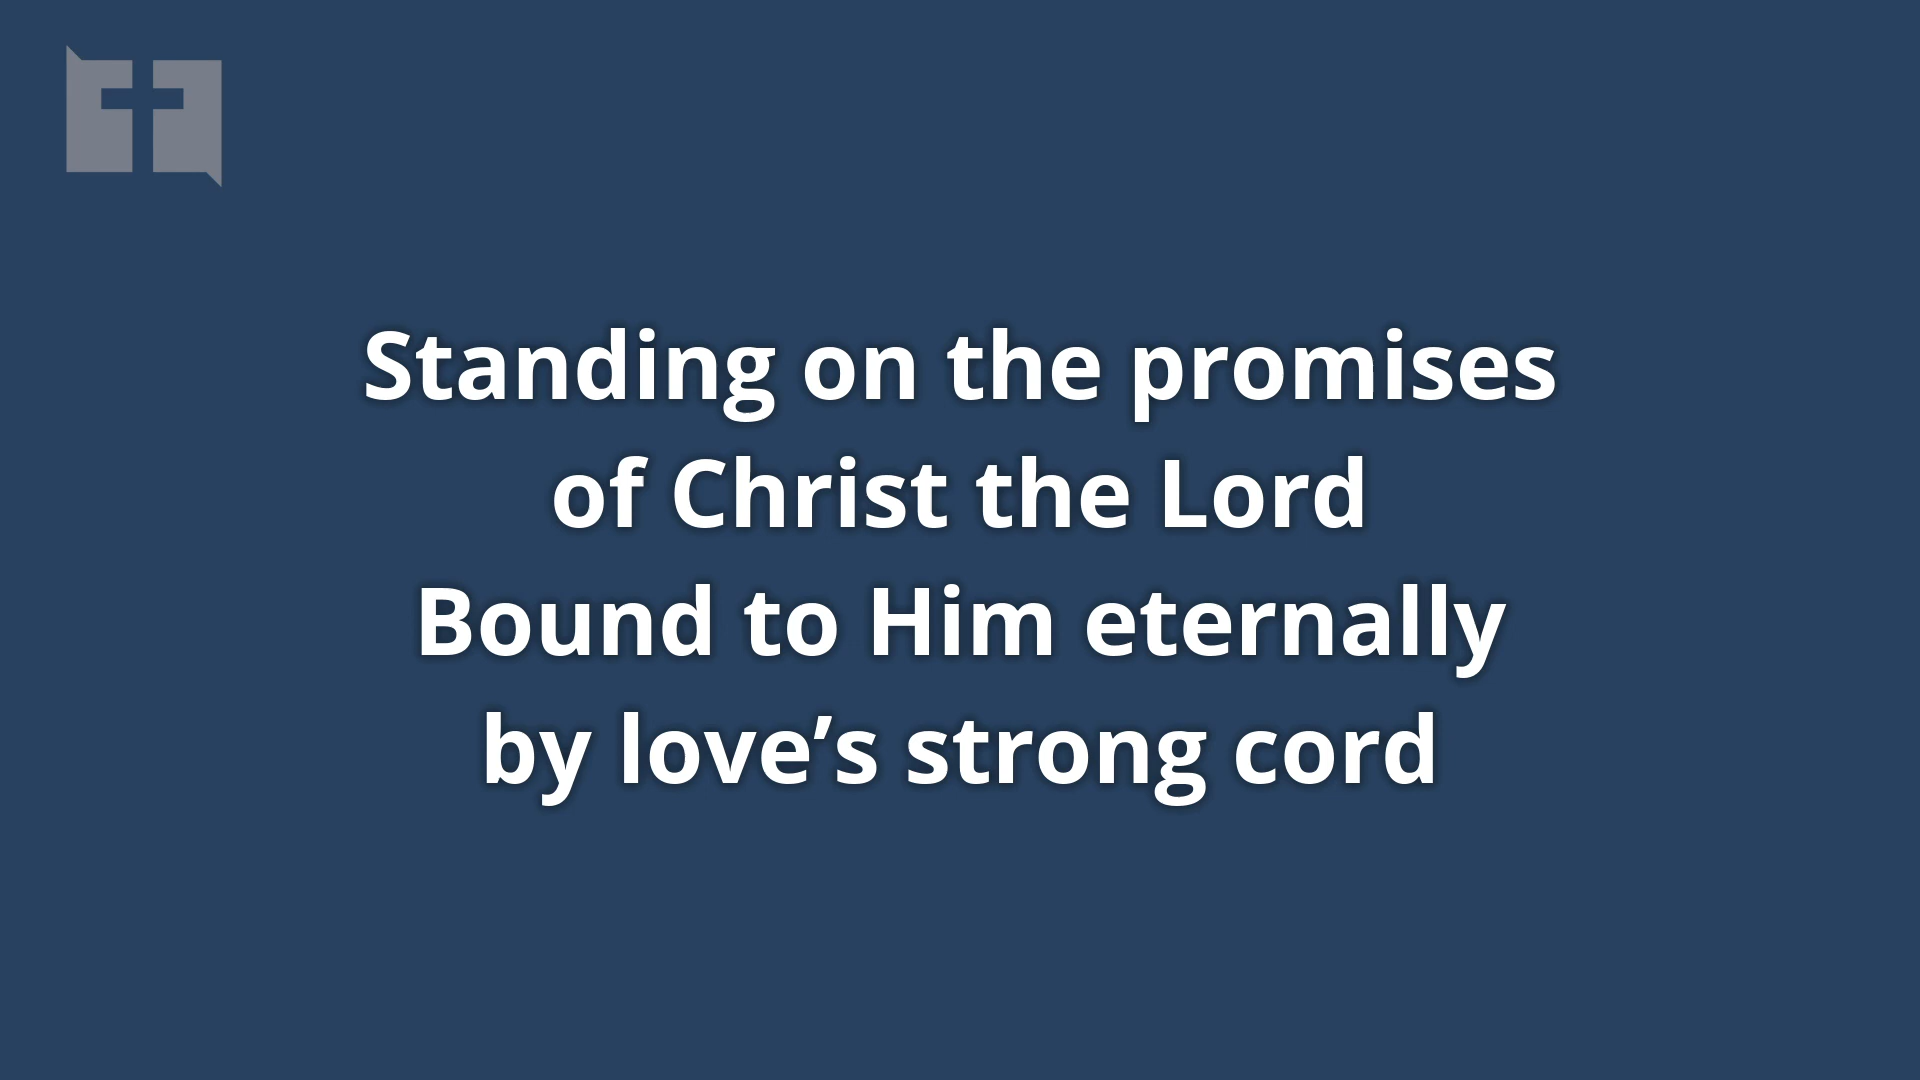 Standing on the promises
of Christ the Lord
Bound to Him eternally
by love’s strong cord